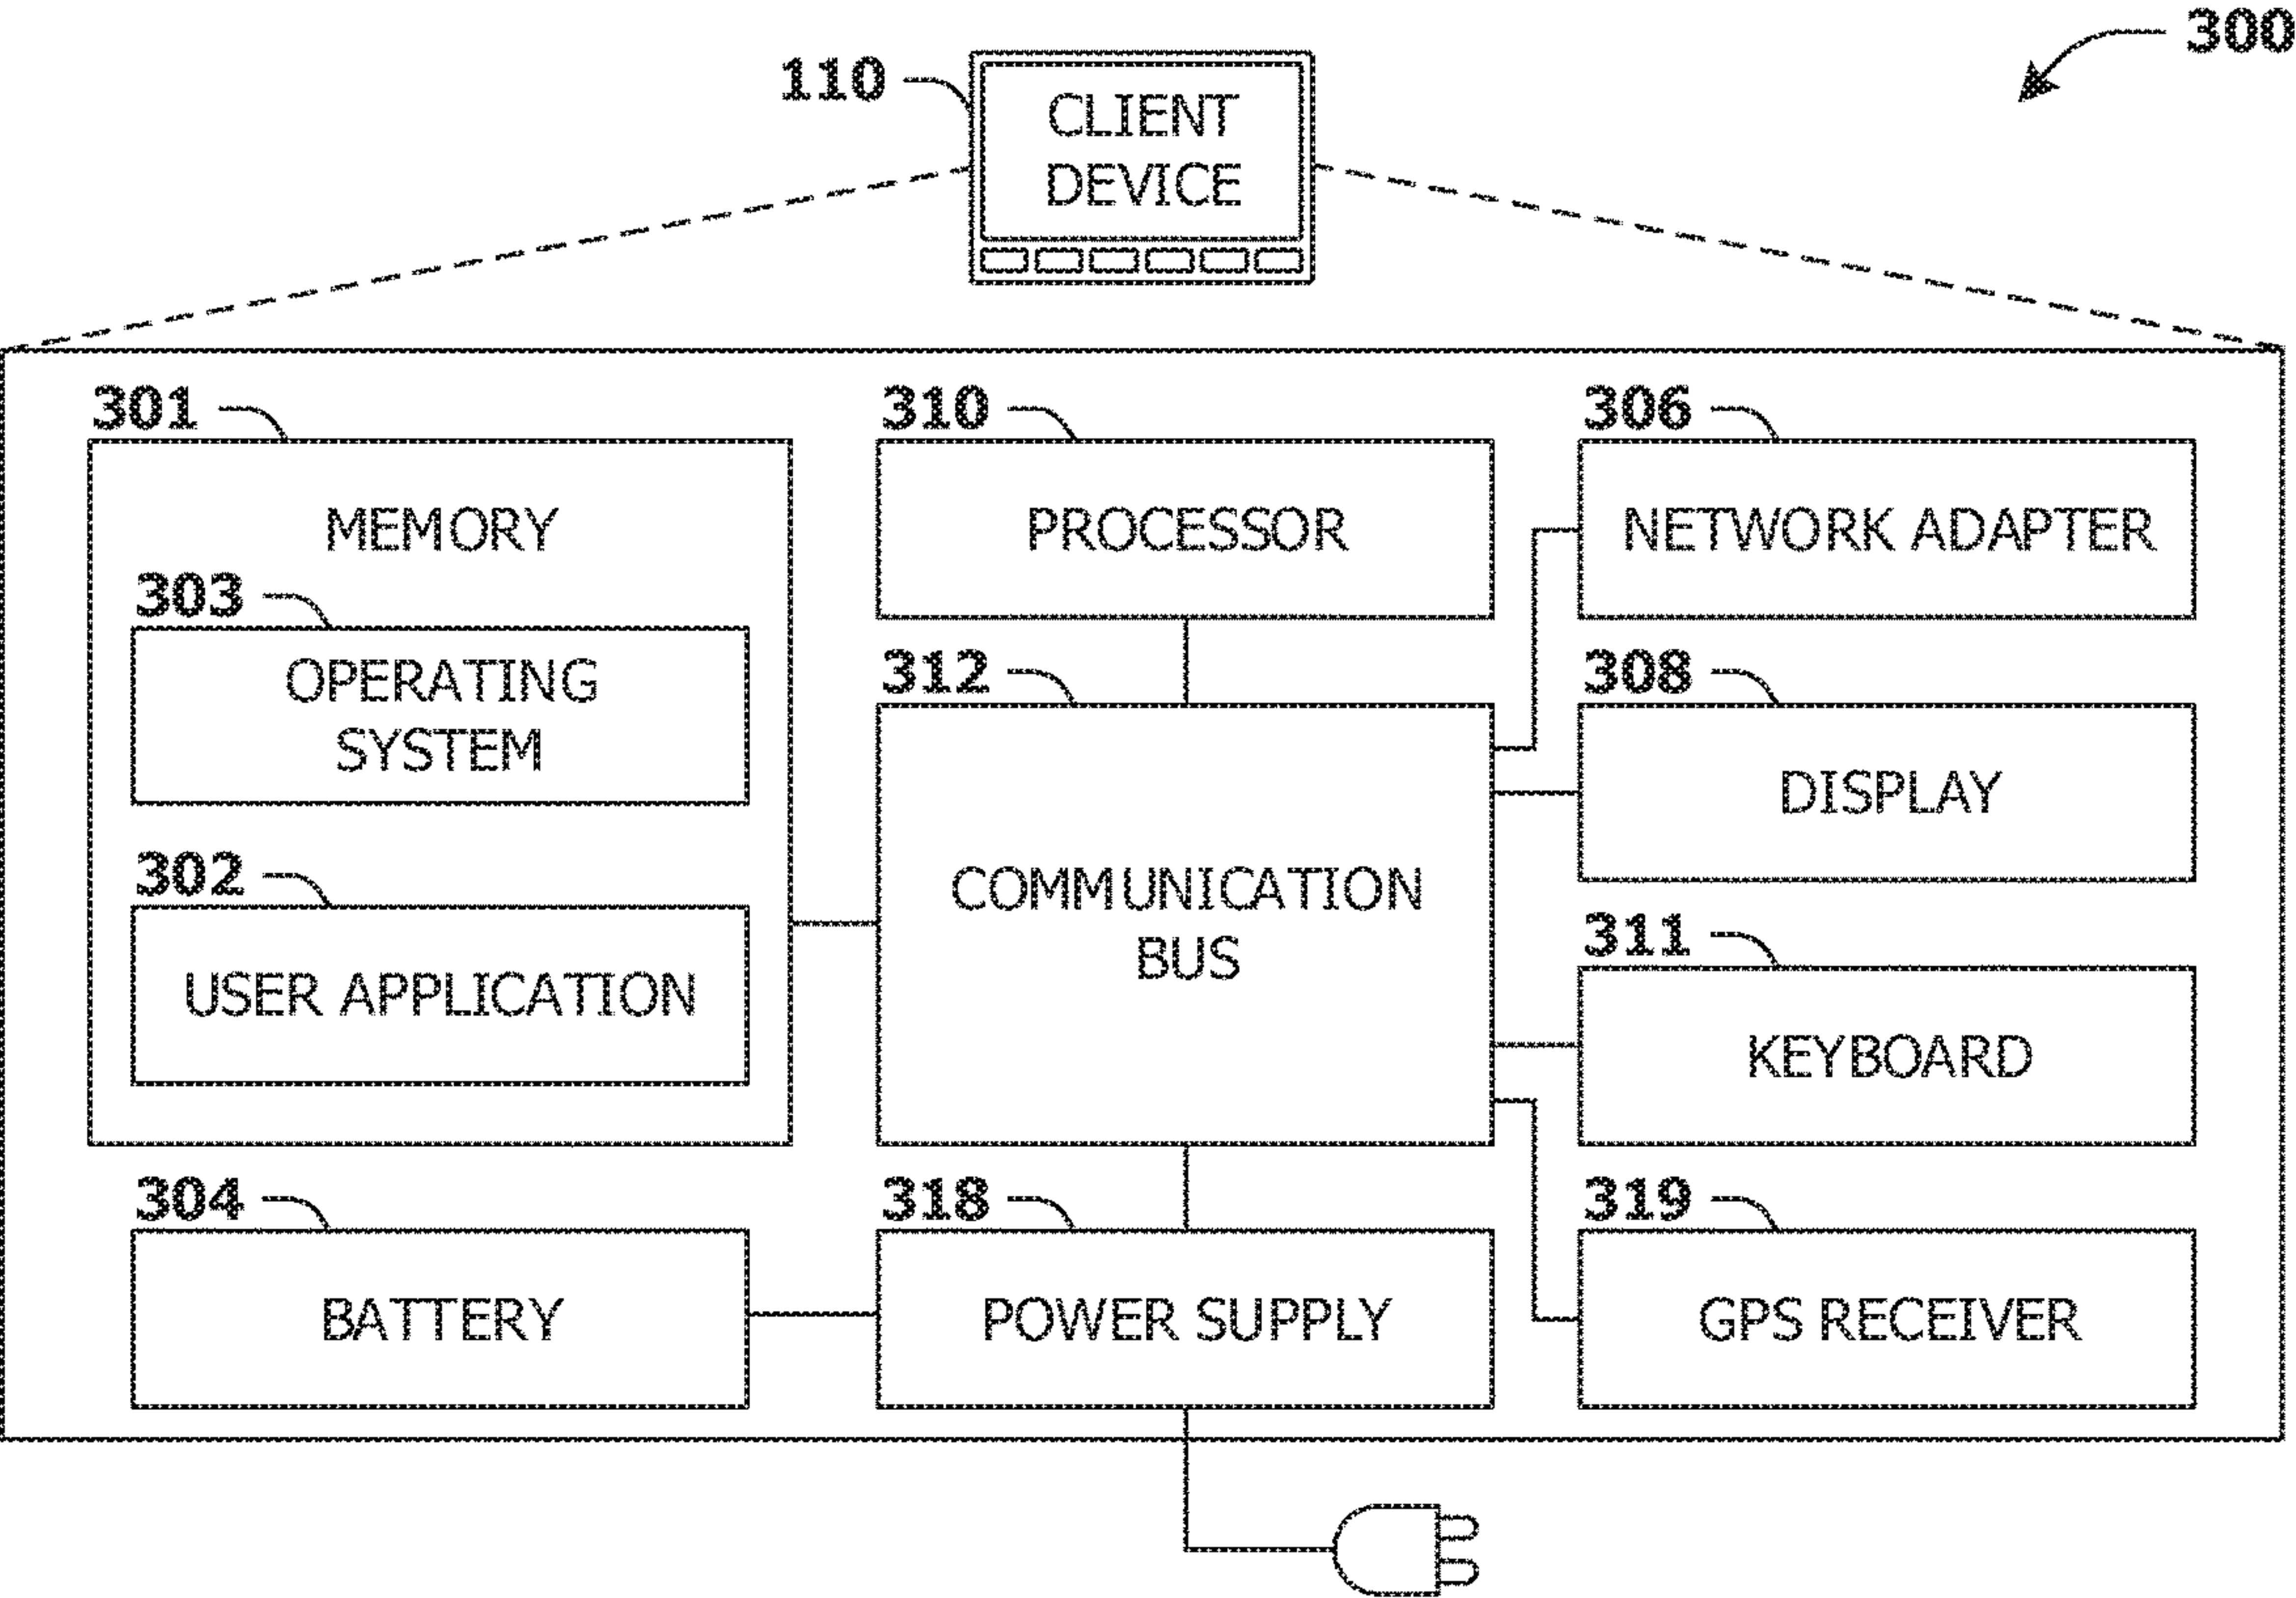 300
110
CLIENT
DEVICE
301
MEMORY
303
OPERATING
SYSTEM
302
USER APPLICATION
304
BATTERY
310
PROCESSOR
312
COMMUNICATION
BUS
318
POWER SUPPLY
306
NETWORK ADAPTER
308
DISPLAY
311
KEYBOARD
319
GPS RECEIVER